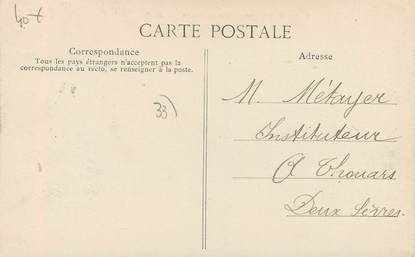 40-t
CARTE POSTALE
Correspondance
Tous les pays étrangers n'acceptent pas la
correspondance au recto, se renseigner à la poste.
33)
Adresse
M. Métayer
Instituteur
A Thouars
Deux Sèvres.